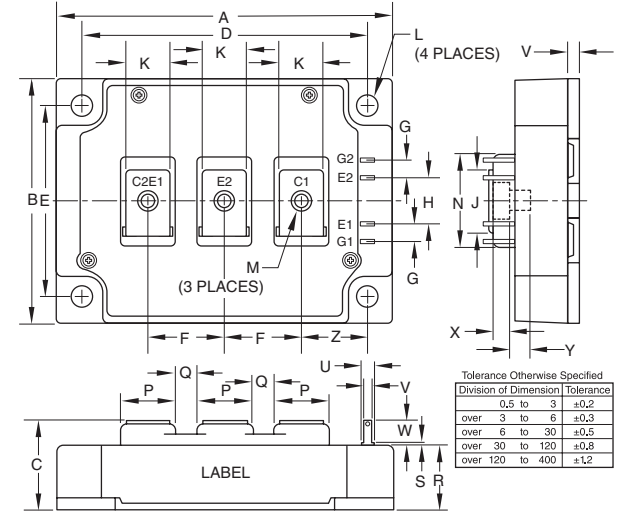 A
D
K
K
K
L
(4 PLACES)
V
G
G2
E2
C2E1
E2
C1
B
E
H
N
J
E1
G1
M
(3 PLACES)
G
F
F
Z
X
Y
U
Q
Q
P
P
P
V
W
C
LABEL
S
R
Tolerance Otherwise Specified
Division of Dimension Tolerance
0.5 to 3 ±0.2
over 3 to 6 ±0.3
over 6 to 30 ±0.5
over 30 to 120 ±0.8
over 120 to 400 ±1.2